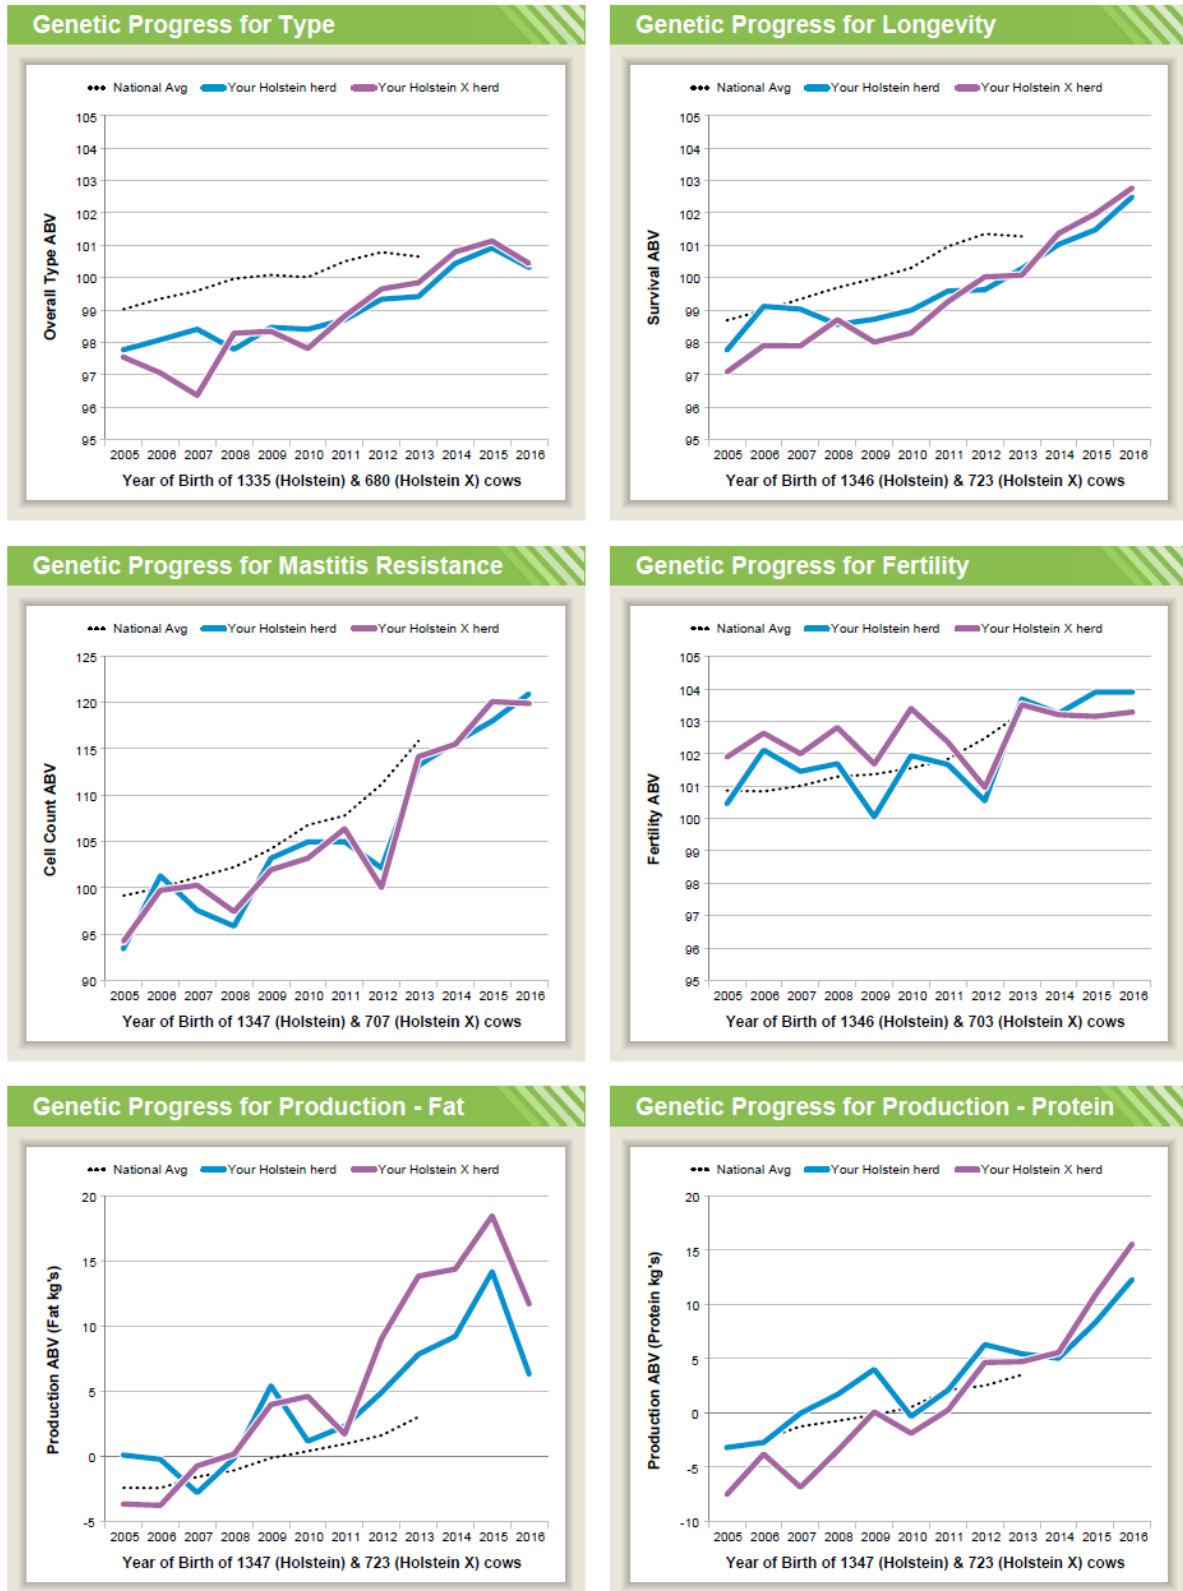 Genetic Progress for Type
National Avg Your Holstein herd Your Holstein X herd
Overall Type ABV
105
104
103
102
101
100
99
98
97
96
95
2005 2006 2007 2008 2009 2010 2011 2012 2013 2014 2015 2016
Year of Birth of 1335 (Holstein) & 680 (Holstein X) cows
Genetic Progress for Longevity
National Avg Your Holstein herd Your Holstein X herd
Survival ABV
105
104
103
102
101
100
99
98
97
96
95
2005 2006 2007 2008 2009 2010 2011 2012 2013 2014 2015 2016
Year of Birth of 1346 (Holstein) & 723 (Holstein X) cows
Genetic Progress for Mastitis Resistance
National Avg Your Holstein herd Your Holstein X herd
Cell Count ABV
125
120
115
110
105
100
95
90
2005 2006 2007 2008 2009 2010 2011 2012 2013 2014 2015 2016
Year of Birth of 1347 (Holstein) & 707 (Holstein X) cows
Genetic Progress for Fertility
National Avg Your Holstein herd Your Holstein X herd
Fertility ABV
105
104
103
102
101
100
99
98
97
96
95
2005 2006 2007 2008 2009 2010 2011 2012 2013 2014 2015 2016
Year of Birth of 1346 (Holstein) & 703 (Holstein X) cows
Genetic Progress for Production - Fat
National Avg Your Holstein herd Your Holstein X herd
Production ABV (Fat kg's)
20
15
10
5
0
-5
2005 2006 2007 2008 2009 2010 2011 2012 2013 2014 2015 2016
Year of Birth of 1347 (Holstein) & 723 (Holstein X) cows
Genetic Progress for Production - Protein
National Avg Your Holstein herd Your Holstein X herd
Production ABV (Protein kg's)
20
15
10
5
0
-5
-10
2005 2006 2007 2008 2009 2010 2011 2012 2013 2014 2015 2016
Year of Birth of 1347 (Holstein) & 723 (Holstein X) cows